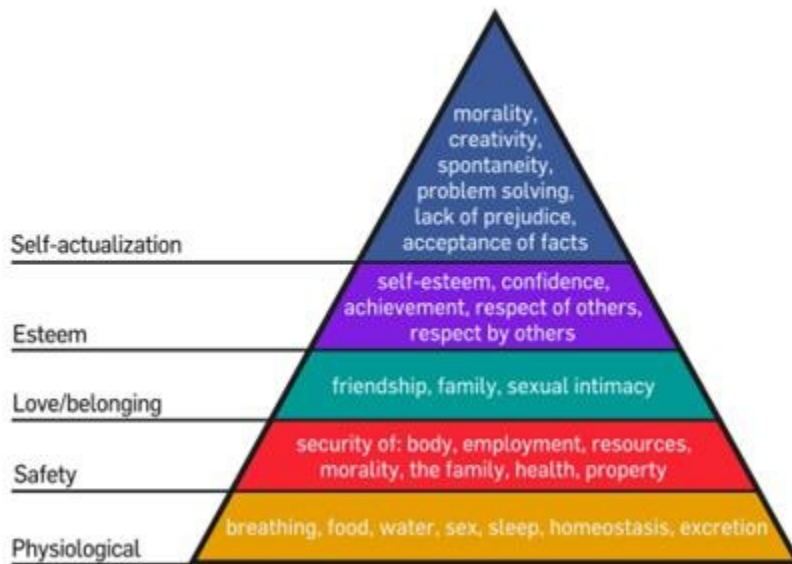 morality,
creativity,
spontaneity,
problem solving,
lack of prejudice,
acceptance of facts
Self-actualization
self-esteem, confidence,
achievement, respect of others,
respect by others
Esteem
friendship, family, sexual intimacy
Love/belonging
security of: body, employment, resources,
morality, the family, health, property
Safety
breathing, food, water, sex, sleep, homeostasis, excretion
Physiological